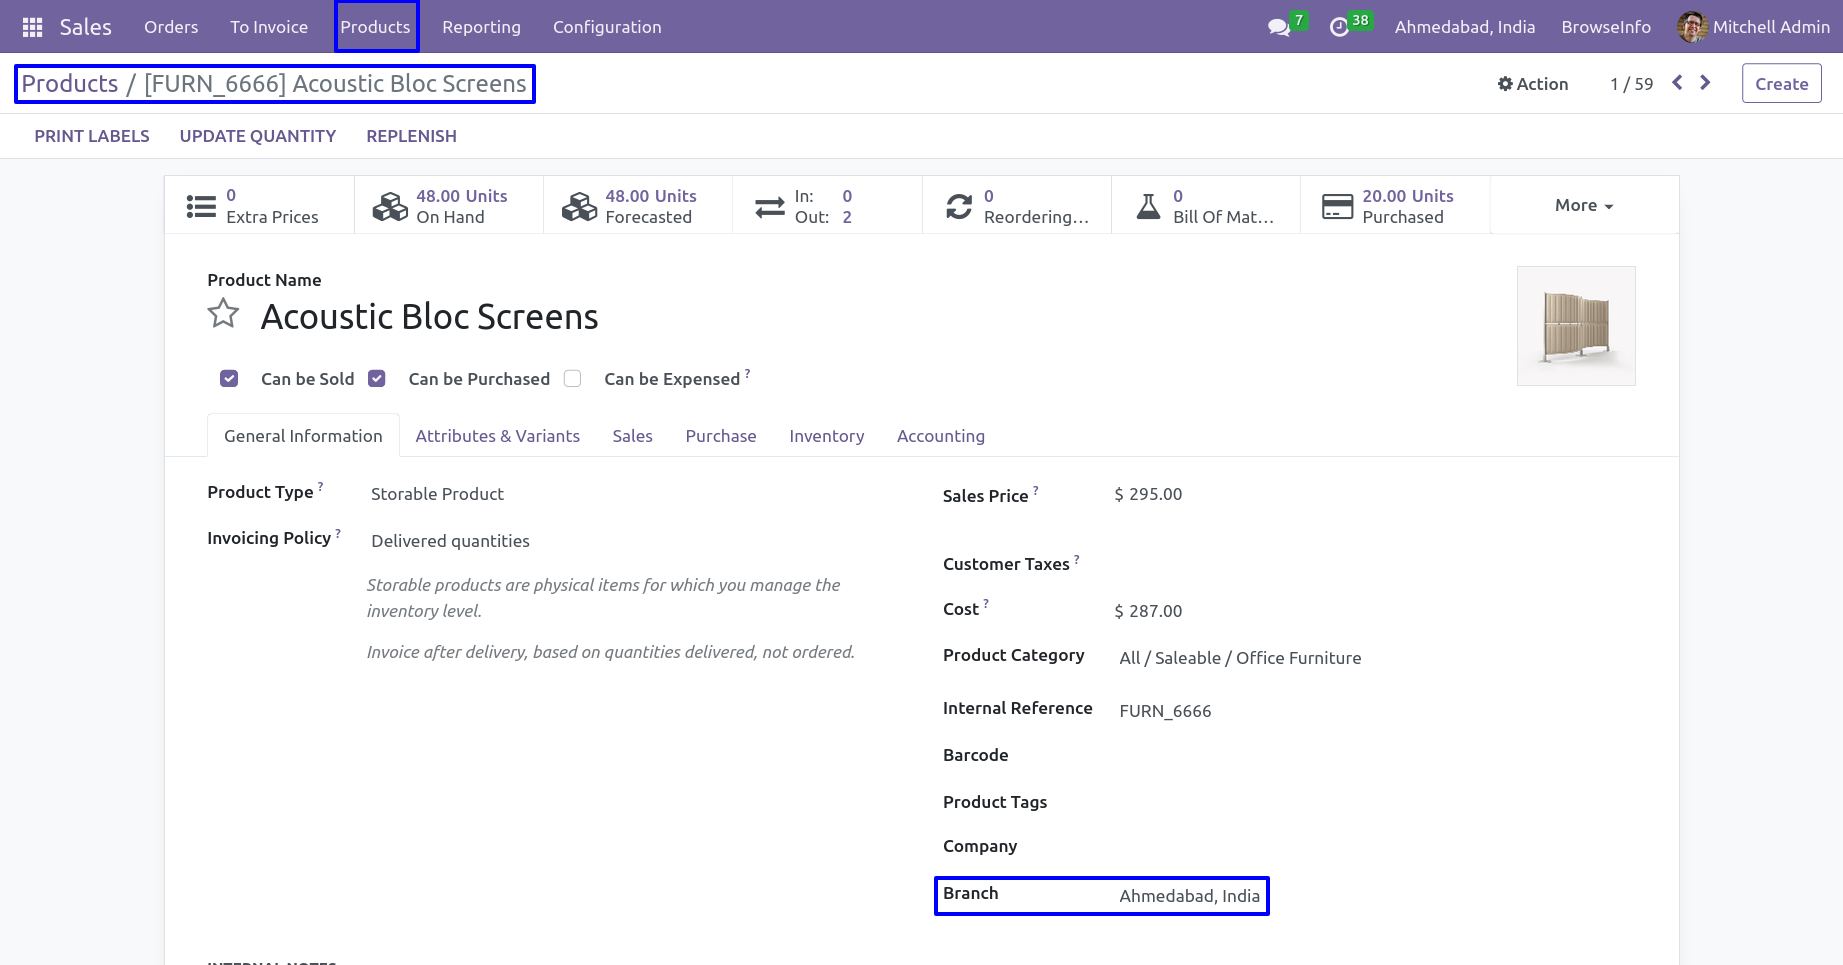 Sales Orders To Invoice Products Reporting Configuration 7 38 Ahmedabad, India BrowseInfo Mitchell Admin
Products / [FURN_6666] Acoustic Bloc Screens Action 1 / 59 Create
PRINT LABELS UPDATE QUANTITY REPLENISH
0 Extra Prices
48.00 Units On Hand
48.00 Units Forecasted
In: 0
Out: 2
0 Reordering...
0 Bill Of Mat...
20.00 Units Purchased
More
Product Name
Acoustic Bloc Screens
Can be Sold Can be Purchased Can be Expensed ?
General Information Attributes & Variants Sales Purchase Inventory Accounting
Product Type ? Storable Product
Invoicing Policy ? Delivered quantities
Storable products are physical items for which you manage the
inventory level.
Invoice after delivery, based on quantities delivered, not ordered.
Sales Price ? $ 295.00
Customer Taxes ?
Cost ? $ 287.00
Product Category All / Saleable / Office Furniture
Internal Reference FURN_6666
Barcode
Product Tags
Company
Branch Ahmedabad, India
INTERNAL NOTES